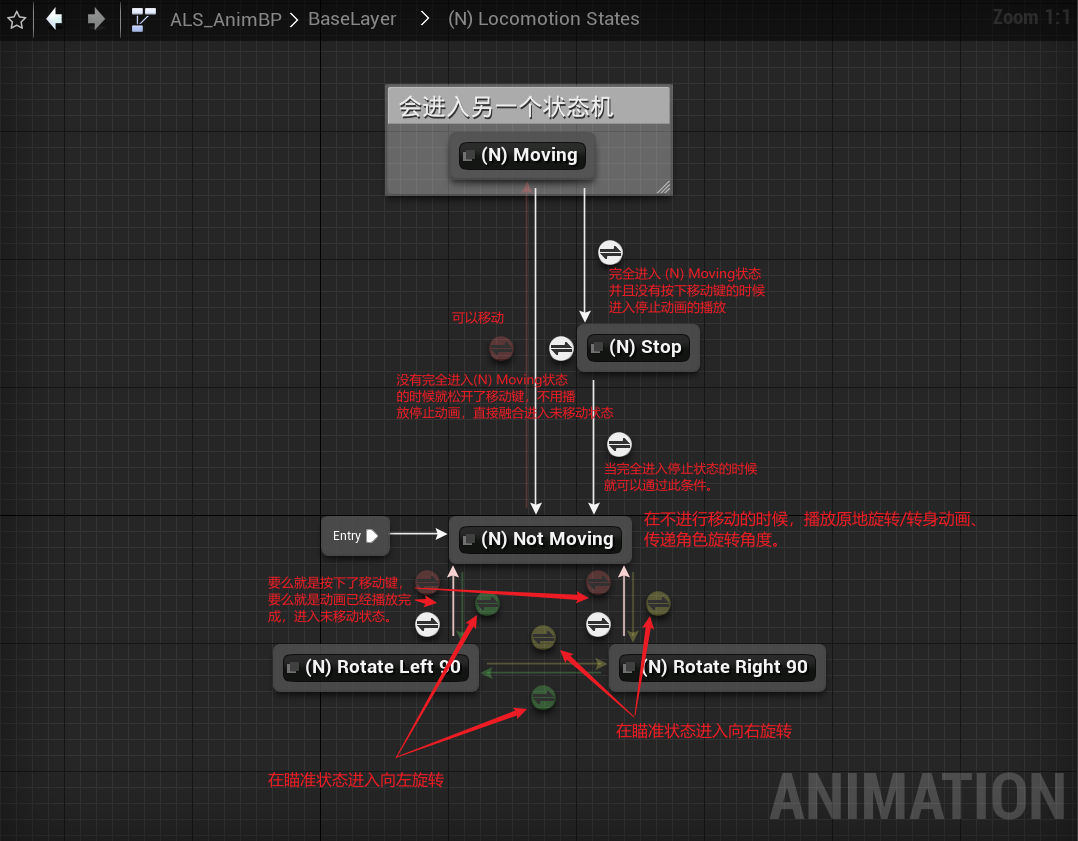 ALS_AnimBP > BaseLayer > (N) Locomotion States
Zoom 1:1
会进入另一个状态机
(N) Moving
完全进入 (N) Moving状态
并且没有按下移动键的时候
进入停止动画的播放
可以移动
(N) Stop
没有完全进入(N) Moving状态
的时候就松开了移动键，不用播
放停止动画，直接融合进入未移动状态
当完全进入停止状态的时候
就可以通过此条件。
Entry
(N) Not Moving
在不进行移动的时候，播放原地旋转/转身动画、
传递角色旋转角度。
要么就是按下了移动键，
要么就是动画已经播放完
成，进入未移动状态。
(N) Rotate Left 90
(N) Rotate Right 90
在瞄准状态进入向右旋转
在瞄准状态进入向左旋转
ANIMATION